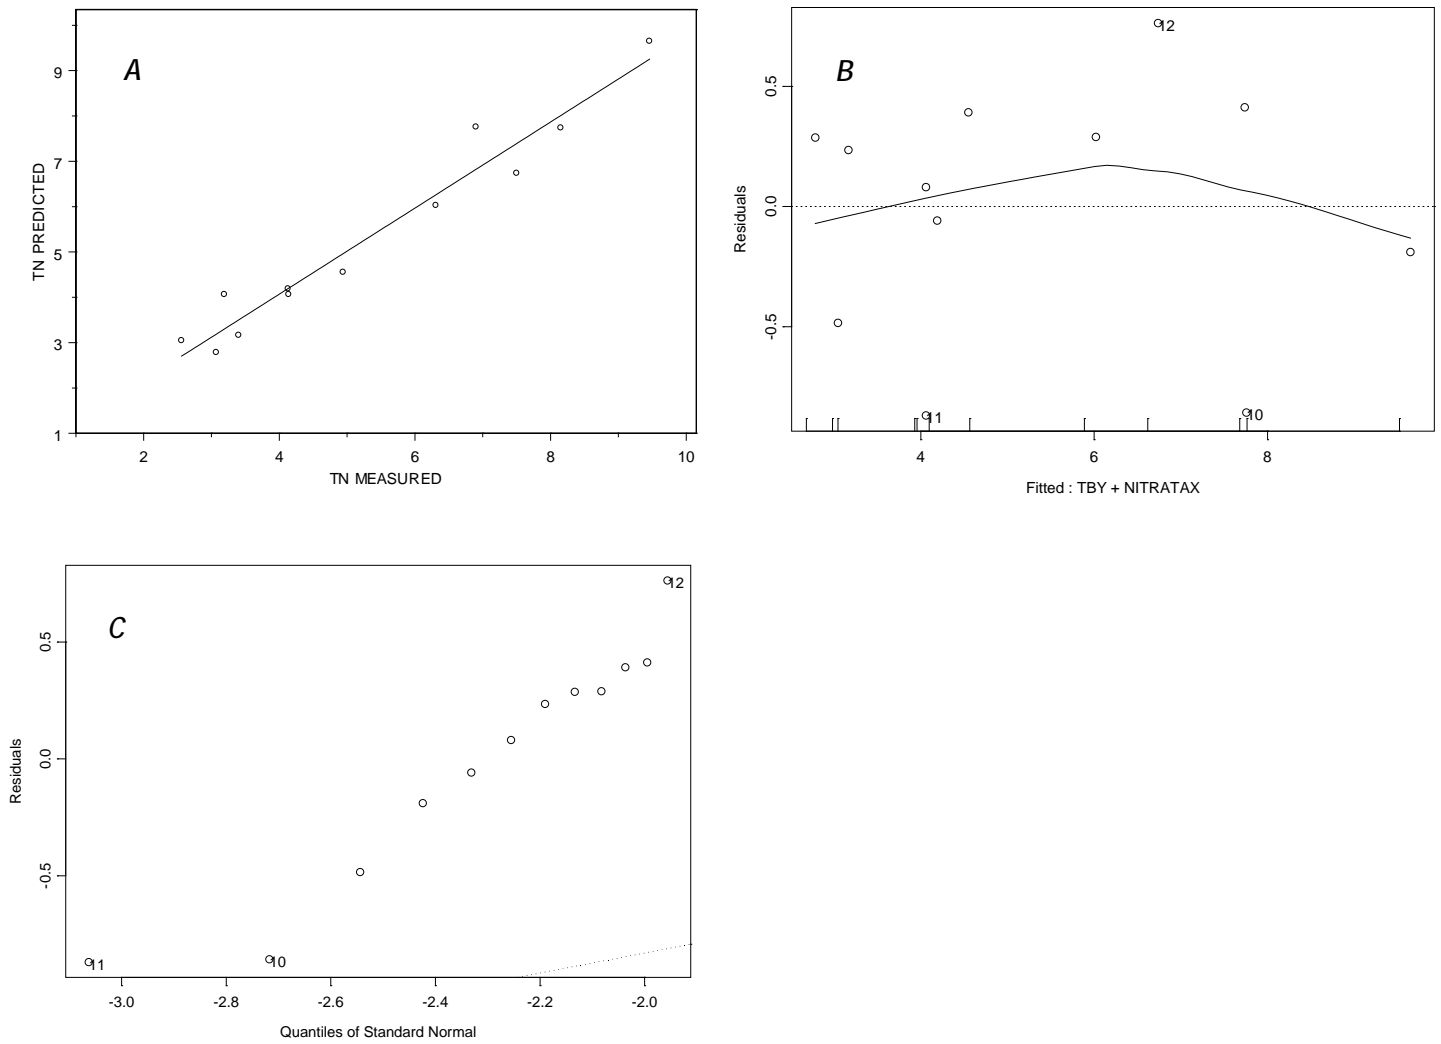 A
9
7
5
3
1
TN PREDICTED
2 4 6 8 10
TN MEASURED
B
12
0.5
0.0
-0.5
Residuals
11
10
4 6 8
Fitted : TBY + NITRATAX
C
12
0.5
0.0
-0.5
Residuals
11
10
-3.0 -2.8 -2.6 -2.4 -2.2 -2.0
Quantiles of Standard Normal